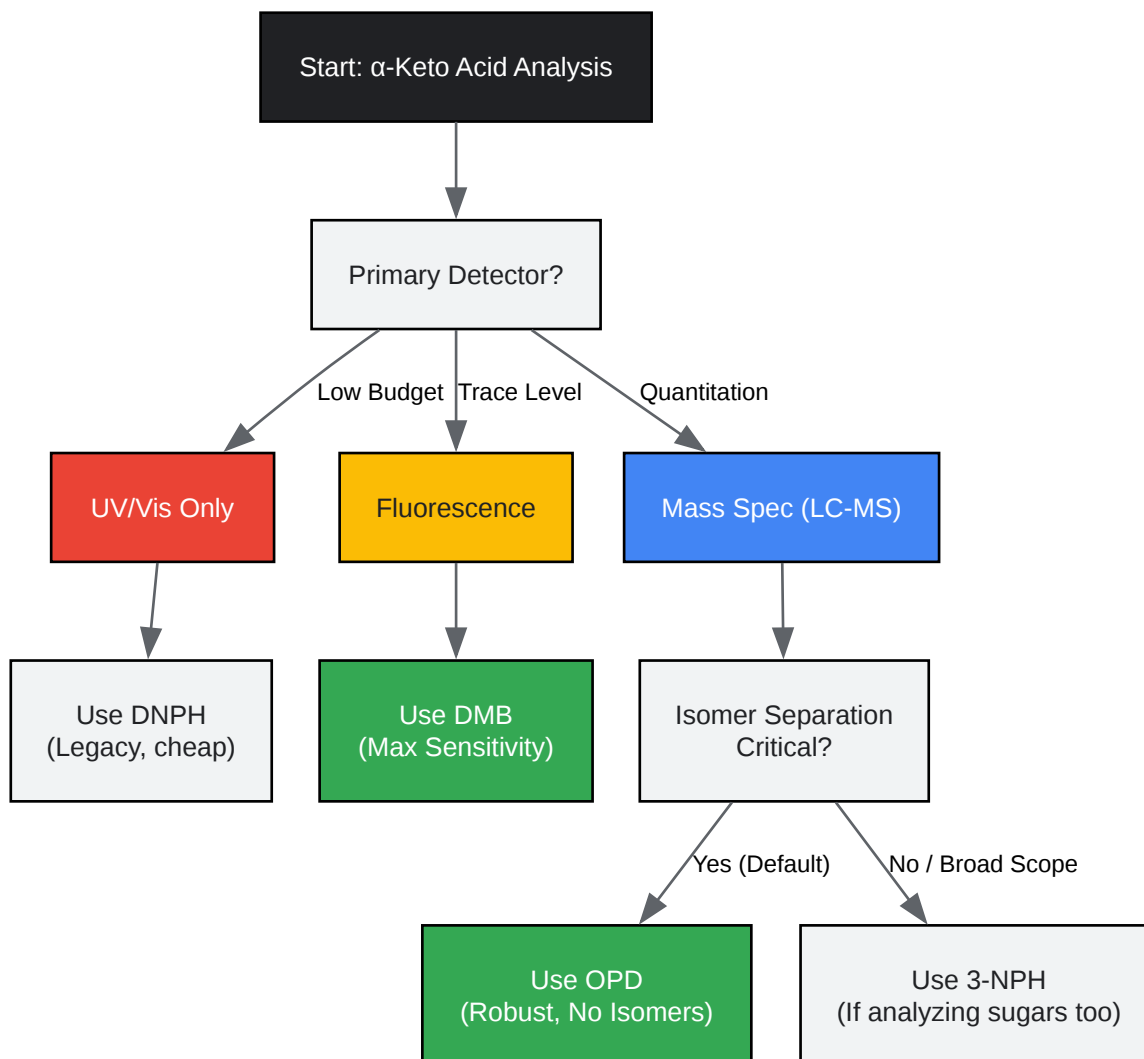 Start: α-Keto Acid Analysis
Primary Detector?
Low Budget
Trace Level
Quantitation
UV/Vis Only
Fluorescence
Mass Spec (LC-MS)
Use DNPH
(Legacy, cheap)
Use DMB
(Max Sensitivity)
Isomer Separation
Critical?
Yes (Default)
No / Broad Scope
Use OPD
(Robust, No Isomers)
Use 3-NPH
(If analyzing sugars too)